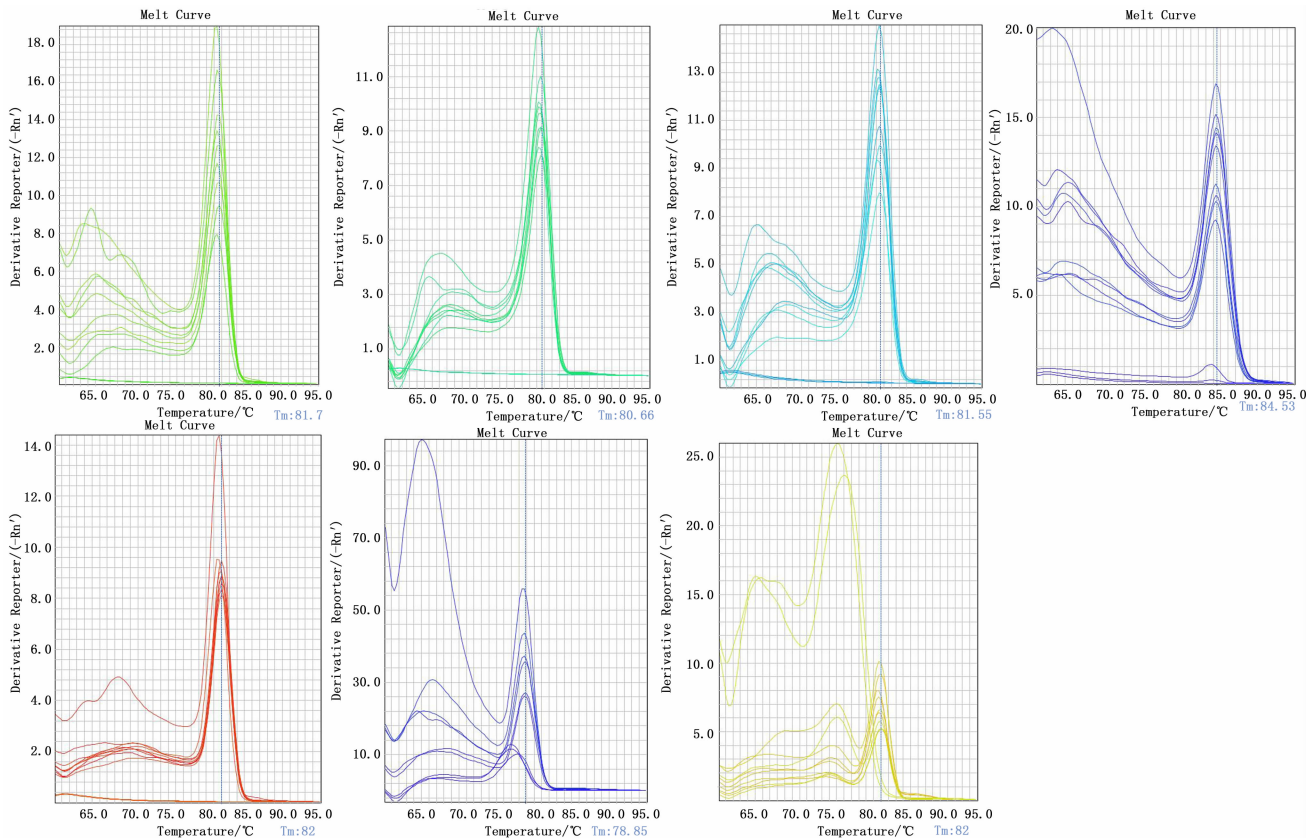 Melt Curve
Derivative Reporter/(-Rn′)
18.0
16.0
14.0
12.0
10.0
8.0
6.0
4.0
2.0
65.0 70.0 75.0 80.0 85.0 90.0 95.0
Temperature/℃
Tm:81.7
Melt Curve
Derivative Reporter/(-Rn′)
11.0
9.0
7.0
5.0
3.0
1.0
65.0 70.0 75.0 80.0 85.0 90.0 95.0
Temperature/℃
Tm:80.66
Melt Curve
Derivative Reporter/(-Rn′)
13.0
11.0
9.0
7.0
5.0
3.0
1.0
65.0 70.0 75.0 80.0 85.0 90.0 95.0
Temperature/℃
Tm:81.55
Melt Curve
Derivative Reporter/(-Rn′)
20.0
15.0
10.0
5.0
65.0 70.0 75.0 80.0 85.0 90.0 95.0
Temperature/℃
Tm:84.53
Melt Curve
Derivative Reporter/(-Rn′)
14.0
12.0
10.0
8.0
6.0
4.0
2.0
65.0 70.0 75.0 80.0 85.0 90.0 95.0
Temperature/℃
Tm:82
Melt Curve
Derivative Reporter/(-Rn′)
90.0
70.0
50.0
30.0
10.0
65.0 70.0 75.0 80.0 85.0 90.0 95.0
Temperature/℃
Tm:78.85
Melt Curve
Derivative Reporter/(-Rn′)
25.0
20.0
15.0
10.0
5.0
65.0 70.0 75.0 80.0 85.0 90.0 95.0
Temperature/℃
Tm:82